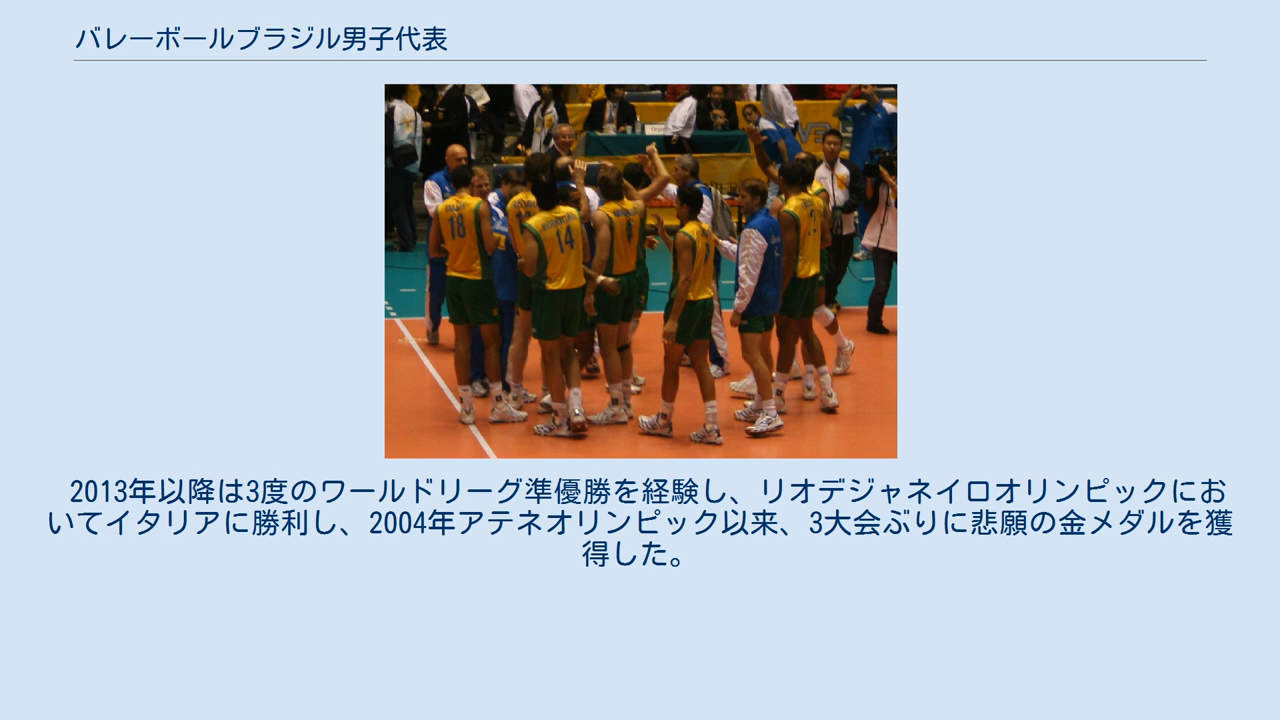 バレーボールブラジル男子代表
18
14
2013年以降は3度のワールドリーグ準優勝を経験し、リオデジャネイロオリンピックにお
いてイタリアに勝利し、2004年アテネオリンピック以来、3大会ぶりに悲願の金メダルを獲
得した。